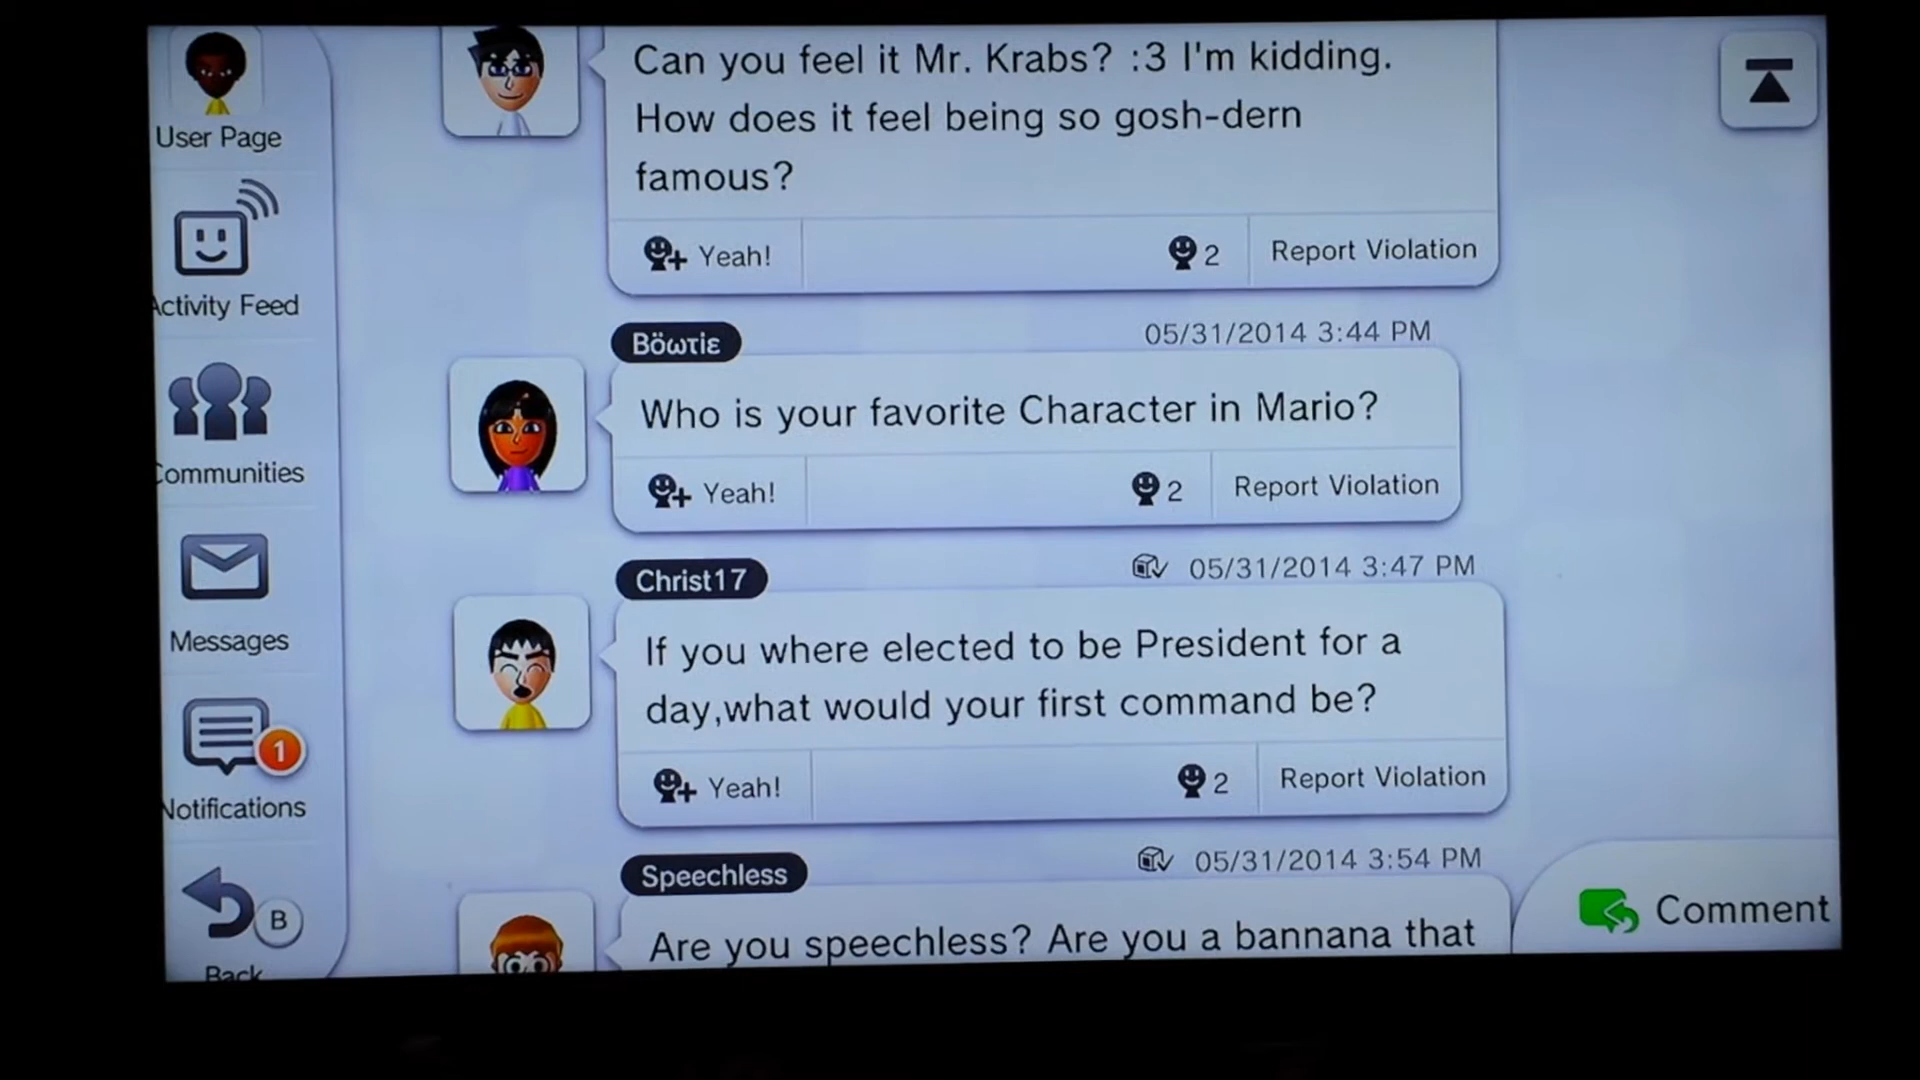 User Page
Activity Feed
Communities
Messages
Notifications
1
B
Back
Can you feel it Mr. Krabs? :3 I'm kidding.
How does it feel being so gosh-dern
famous?
Yeah!
2
Report Violation
Böωτiε
05/31/2014 3:44 PM
Who is your favorite Character in Mario?
Yeah!
2
Report Violation
Christ17
05/31/2014 3:47 PM
If you where elected to be President for a
day,what would your first command be?
Yeah!
2
Report Violation
Speechless
05/31/2014 3:54 PM
Are you speechless? Are you a bannana that
Comment